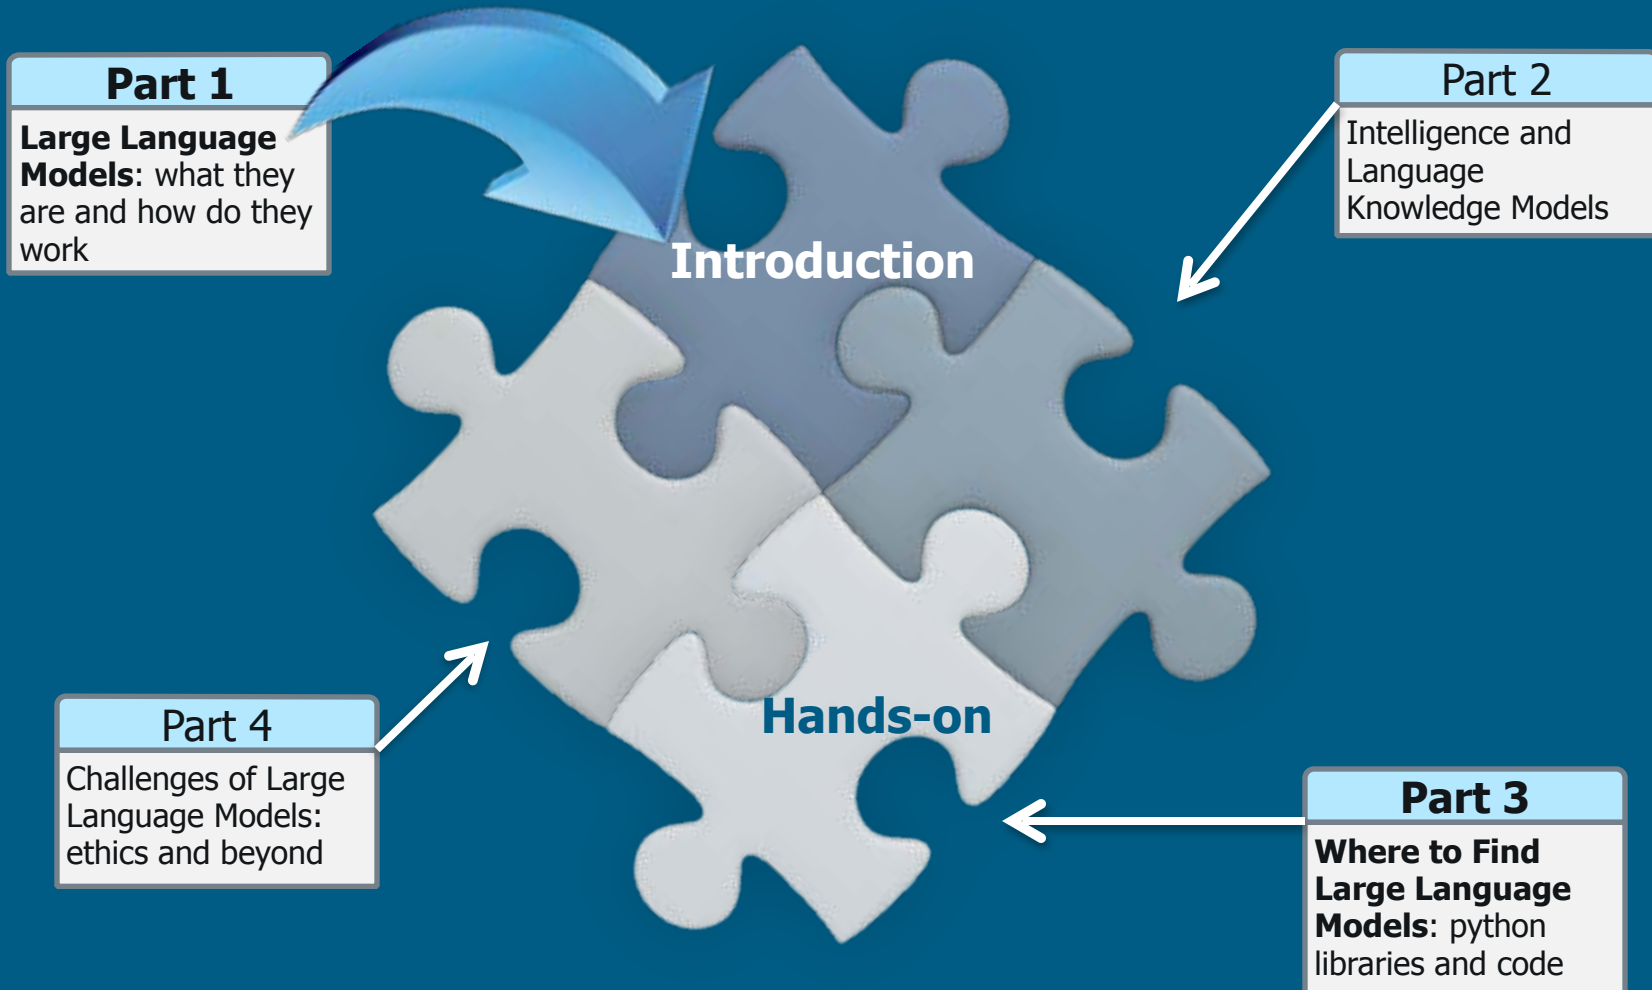 Part 1
Large Language
Models: what they
are and how do they
work
Introduction
Part 2
Intelligence and
Language
Knowledge Models
Part 4
Challenges of Large
Language Models:
ethics and beyond
Hands-on
Part 3
Where to Find
Large Language
Models: python
libraries and code